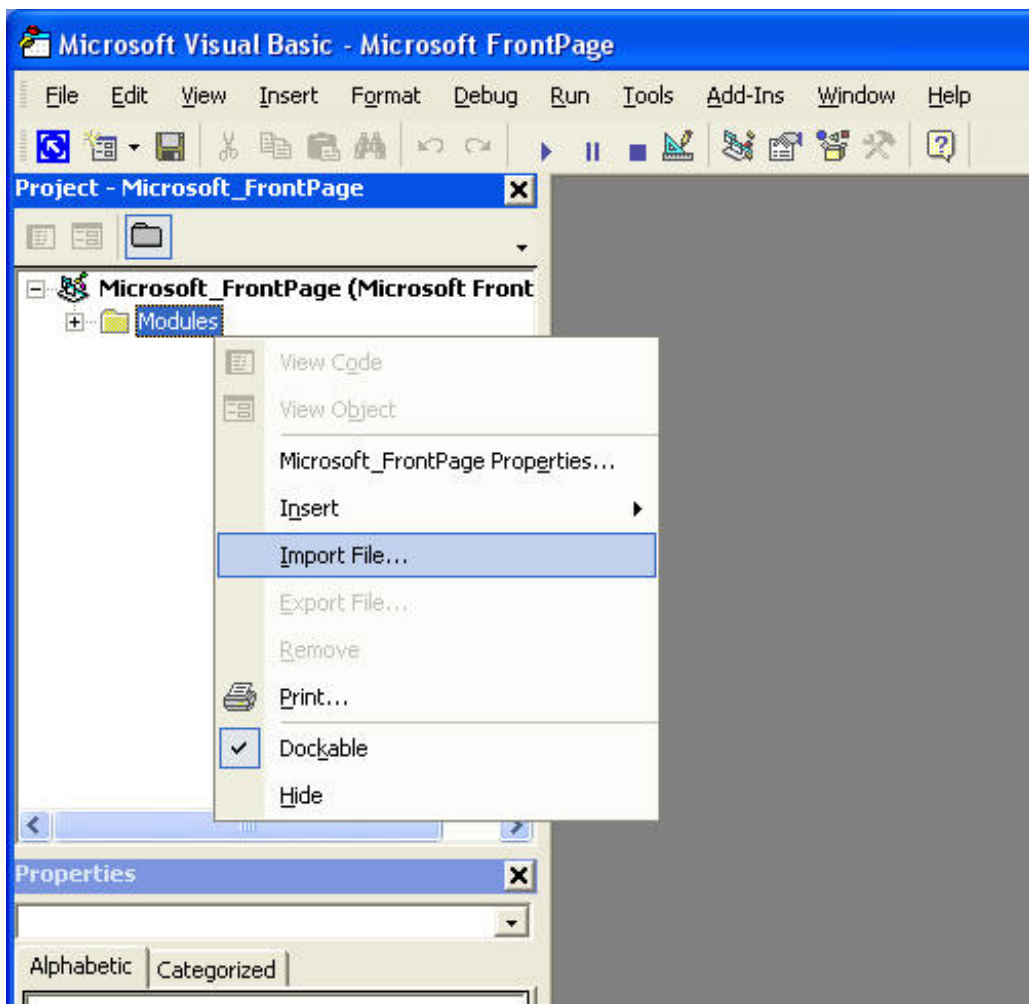 Microsoft Visual Basic - Microsoft FrontPage
File Edit View Insert Format Debug Run Tools Add-Ins Window Help
Project - Microsoft_FrontPage
Microsoft_FrontPage (Microsoft Front
Modules
View Code
View Object
Microsoft_FrontPage Properties...
Insert
Import File...
Export File...
Remove
Print...
Dockable
Hide
Properties
Alphabetic Categorized